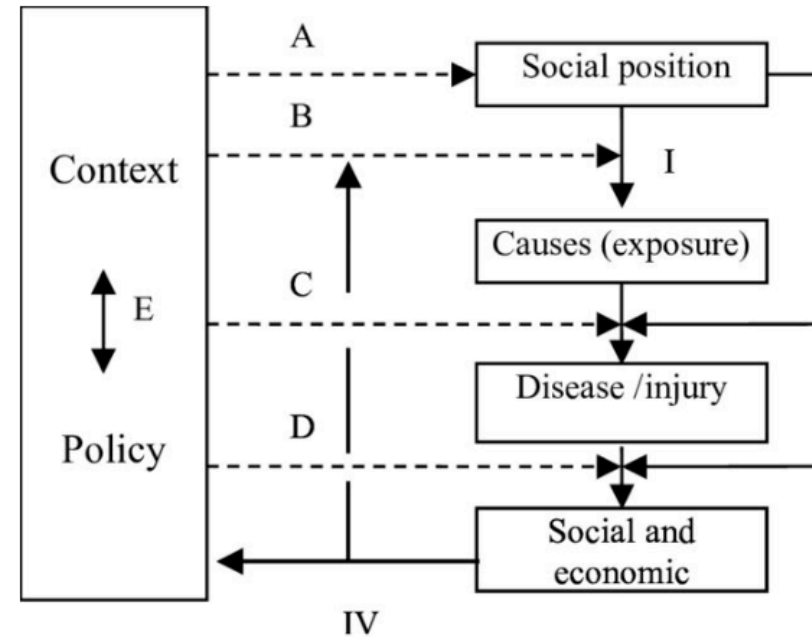 A
Social position
B
I
Context
Causes (exposure)
C
E
Disease /injury
D
Policy
Social and
economic
IV